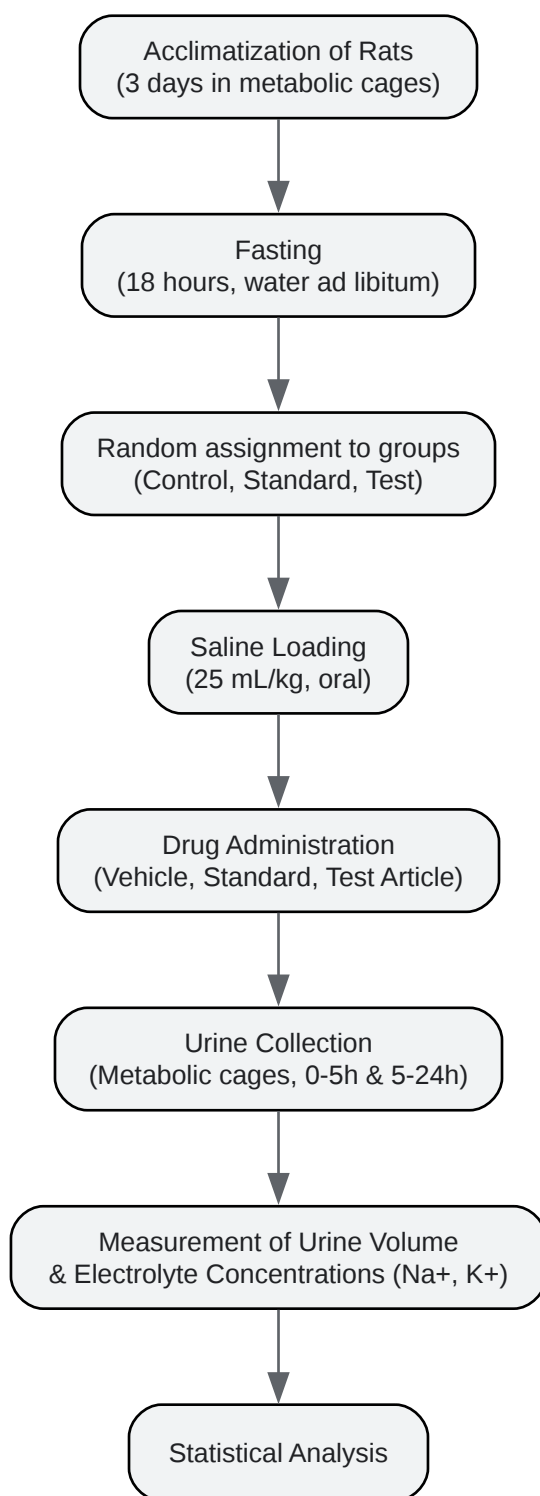 Acclimatization of Rats
(3 days in metabolic cages)
Fasting
(18 hours, water ad libitum)
Random assignment to groups
(Control, Standard, Test)
Saline Loading
(25 mL/kg, oral)
Drug Administration
(Vehicle, Standard, Test Article)
Urine Collection
(Metabolic cages, 0-5h & 5-24h)
Measurement of Urine Volume
& Electrolyte Concentrations (Na+, K+)
Statistical Analysis